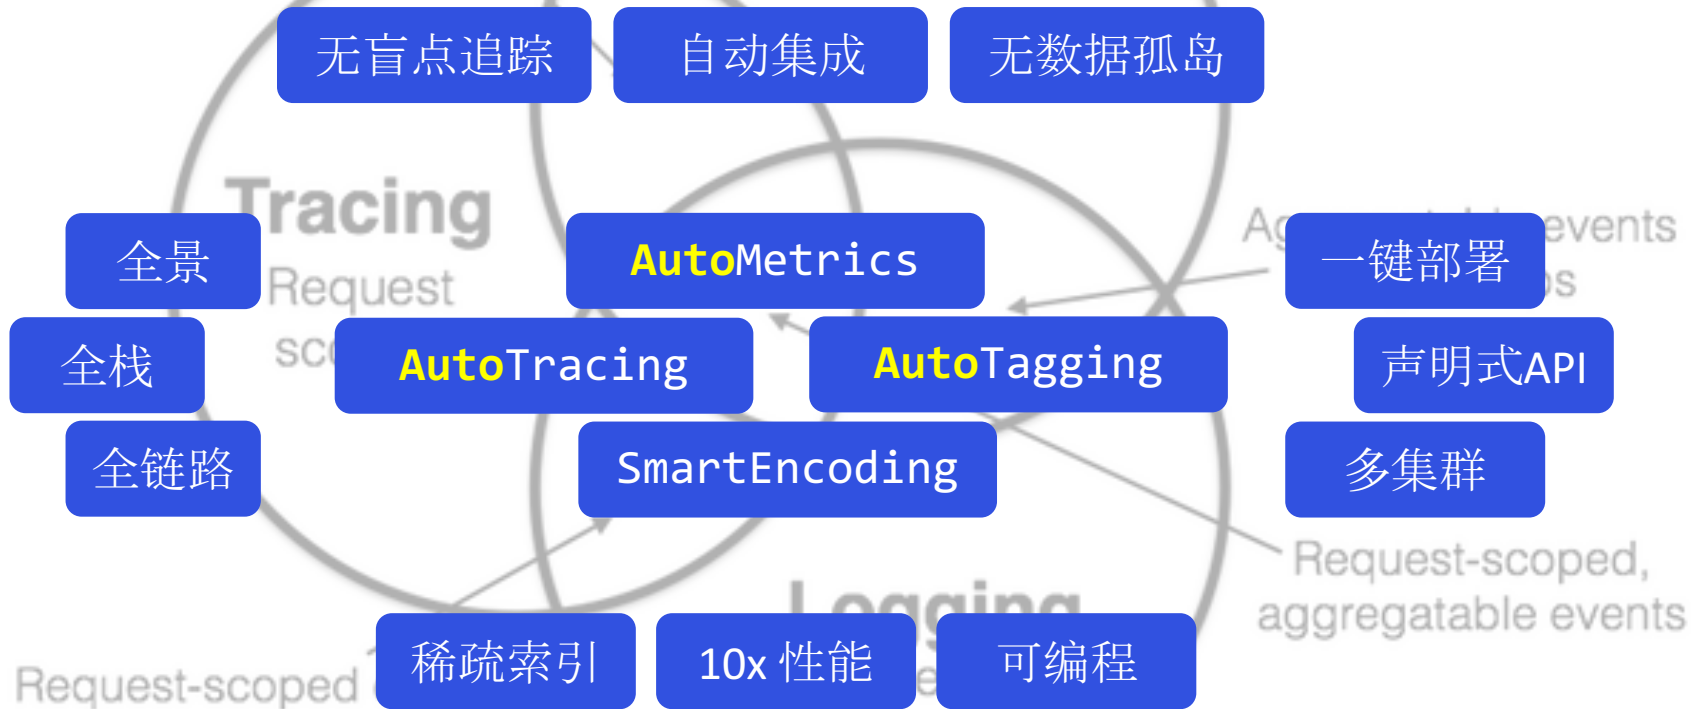 无盲点追踪 自动集成 无数据孤岛
Tracing
Request
全景 AutoMetrics events 一键部署
全栈 AutoTracing AutoTagging 声明式API
全链路 SmartEncoding 多集群
Request-scoped,
aggregatable events
Logging
稀疏索引 10x 性能 可编程
Request-scoped